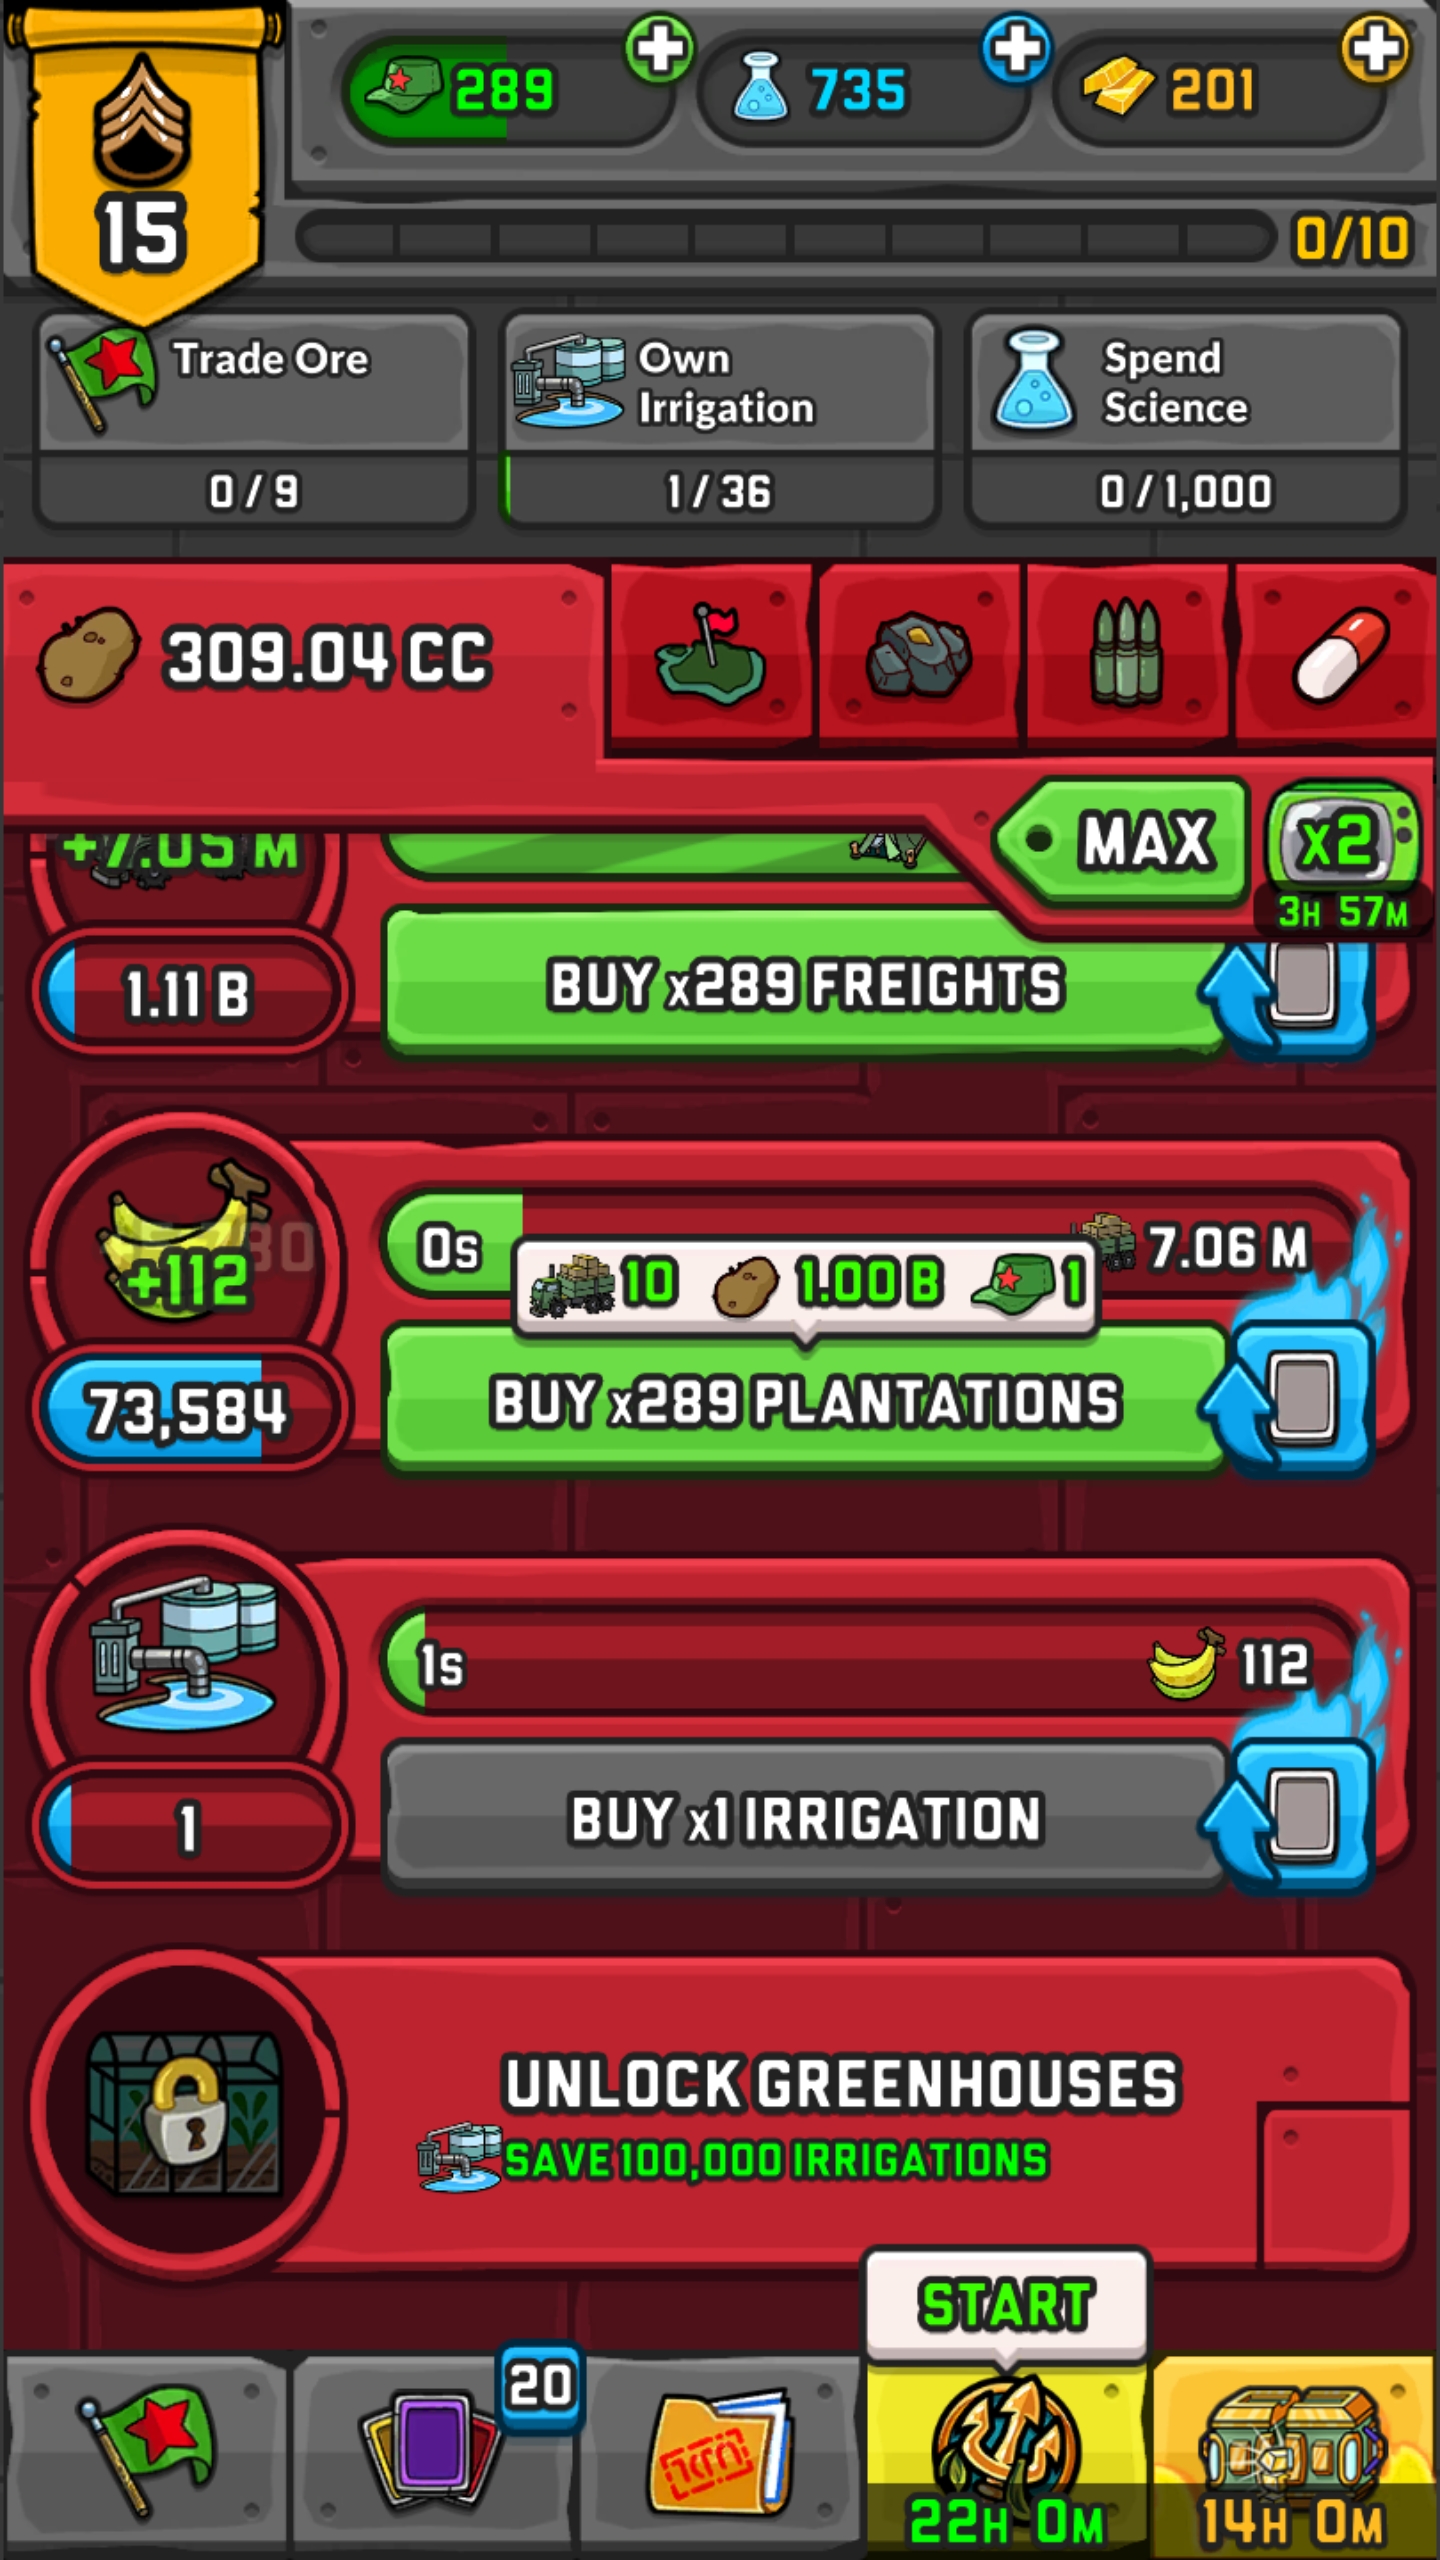 289
735
201
15
0/10
Trade Ore
Own
Irrigation
Spend
Science
0 / 9
1 / 36
0 / 1,000
309.04 CC
MAX
x2
3H 57M
+7.05 M
1.11 B
BUY x289 FREIGHTS
+112
0s
7.06 M
10
1.00 B
1
73,584
BUY x289 PLANTATIONS
1s
112
1
BUY x1 IRRIGATION
UNLOCK GREENHOUSES
SAVE 100,000 IRRIGATIONS
START
20
22H 0M
14H 0M